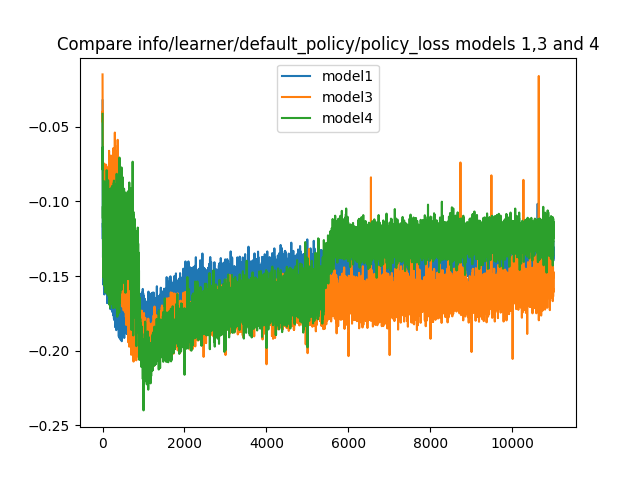 Compare info/learner/default_policy/policy_loss models 1,3 and 4
model1
model3
model4
−0.05
−0.10
−0.15
−0.20
−0.25
0 2000 4000 6000 8000 10000